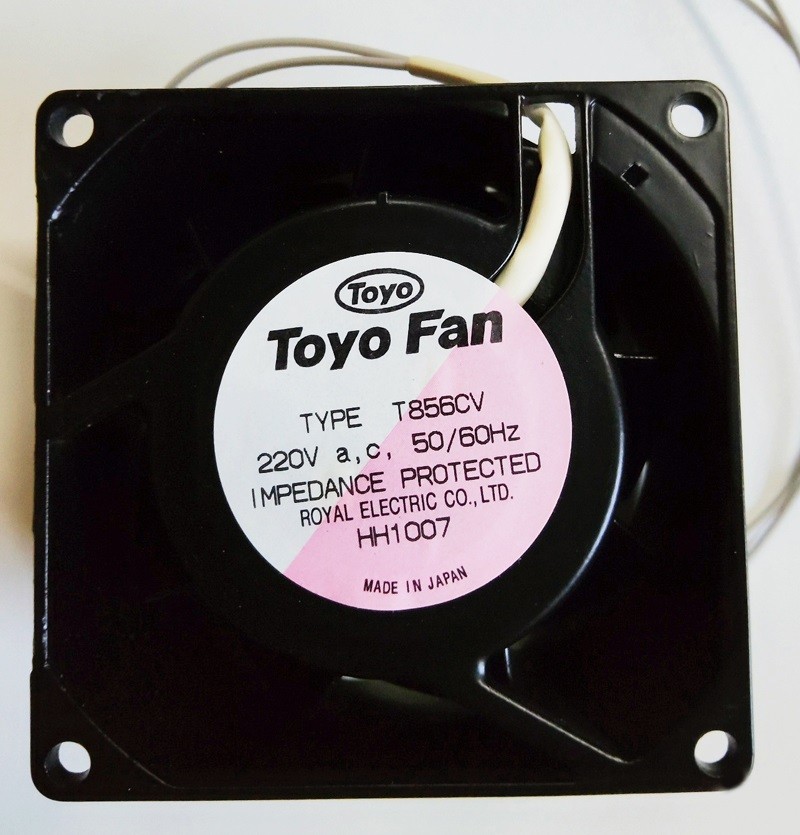 Toyo
Toyo Fan
TYPE T856CV
220V a,c, 50/60Hz
IMPEDANCE PROTECTED
ROYAL ELECTRIC CO.,LTD.
HH1007
MADE IN JAPAN